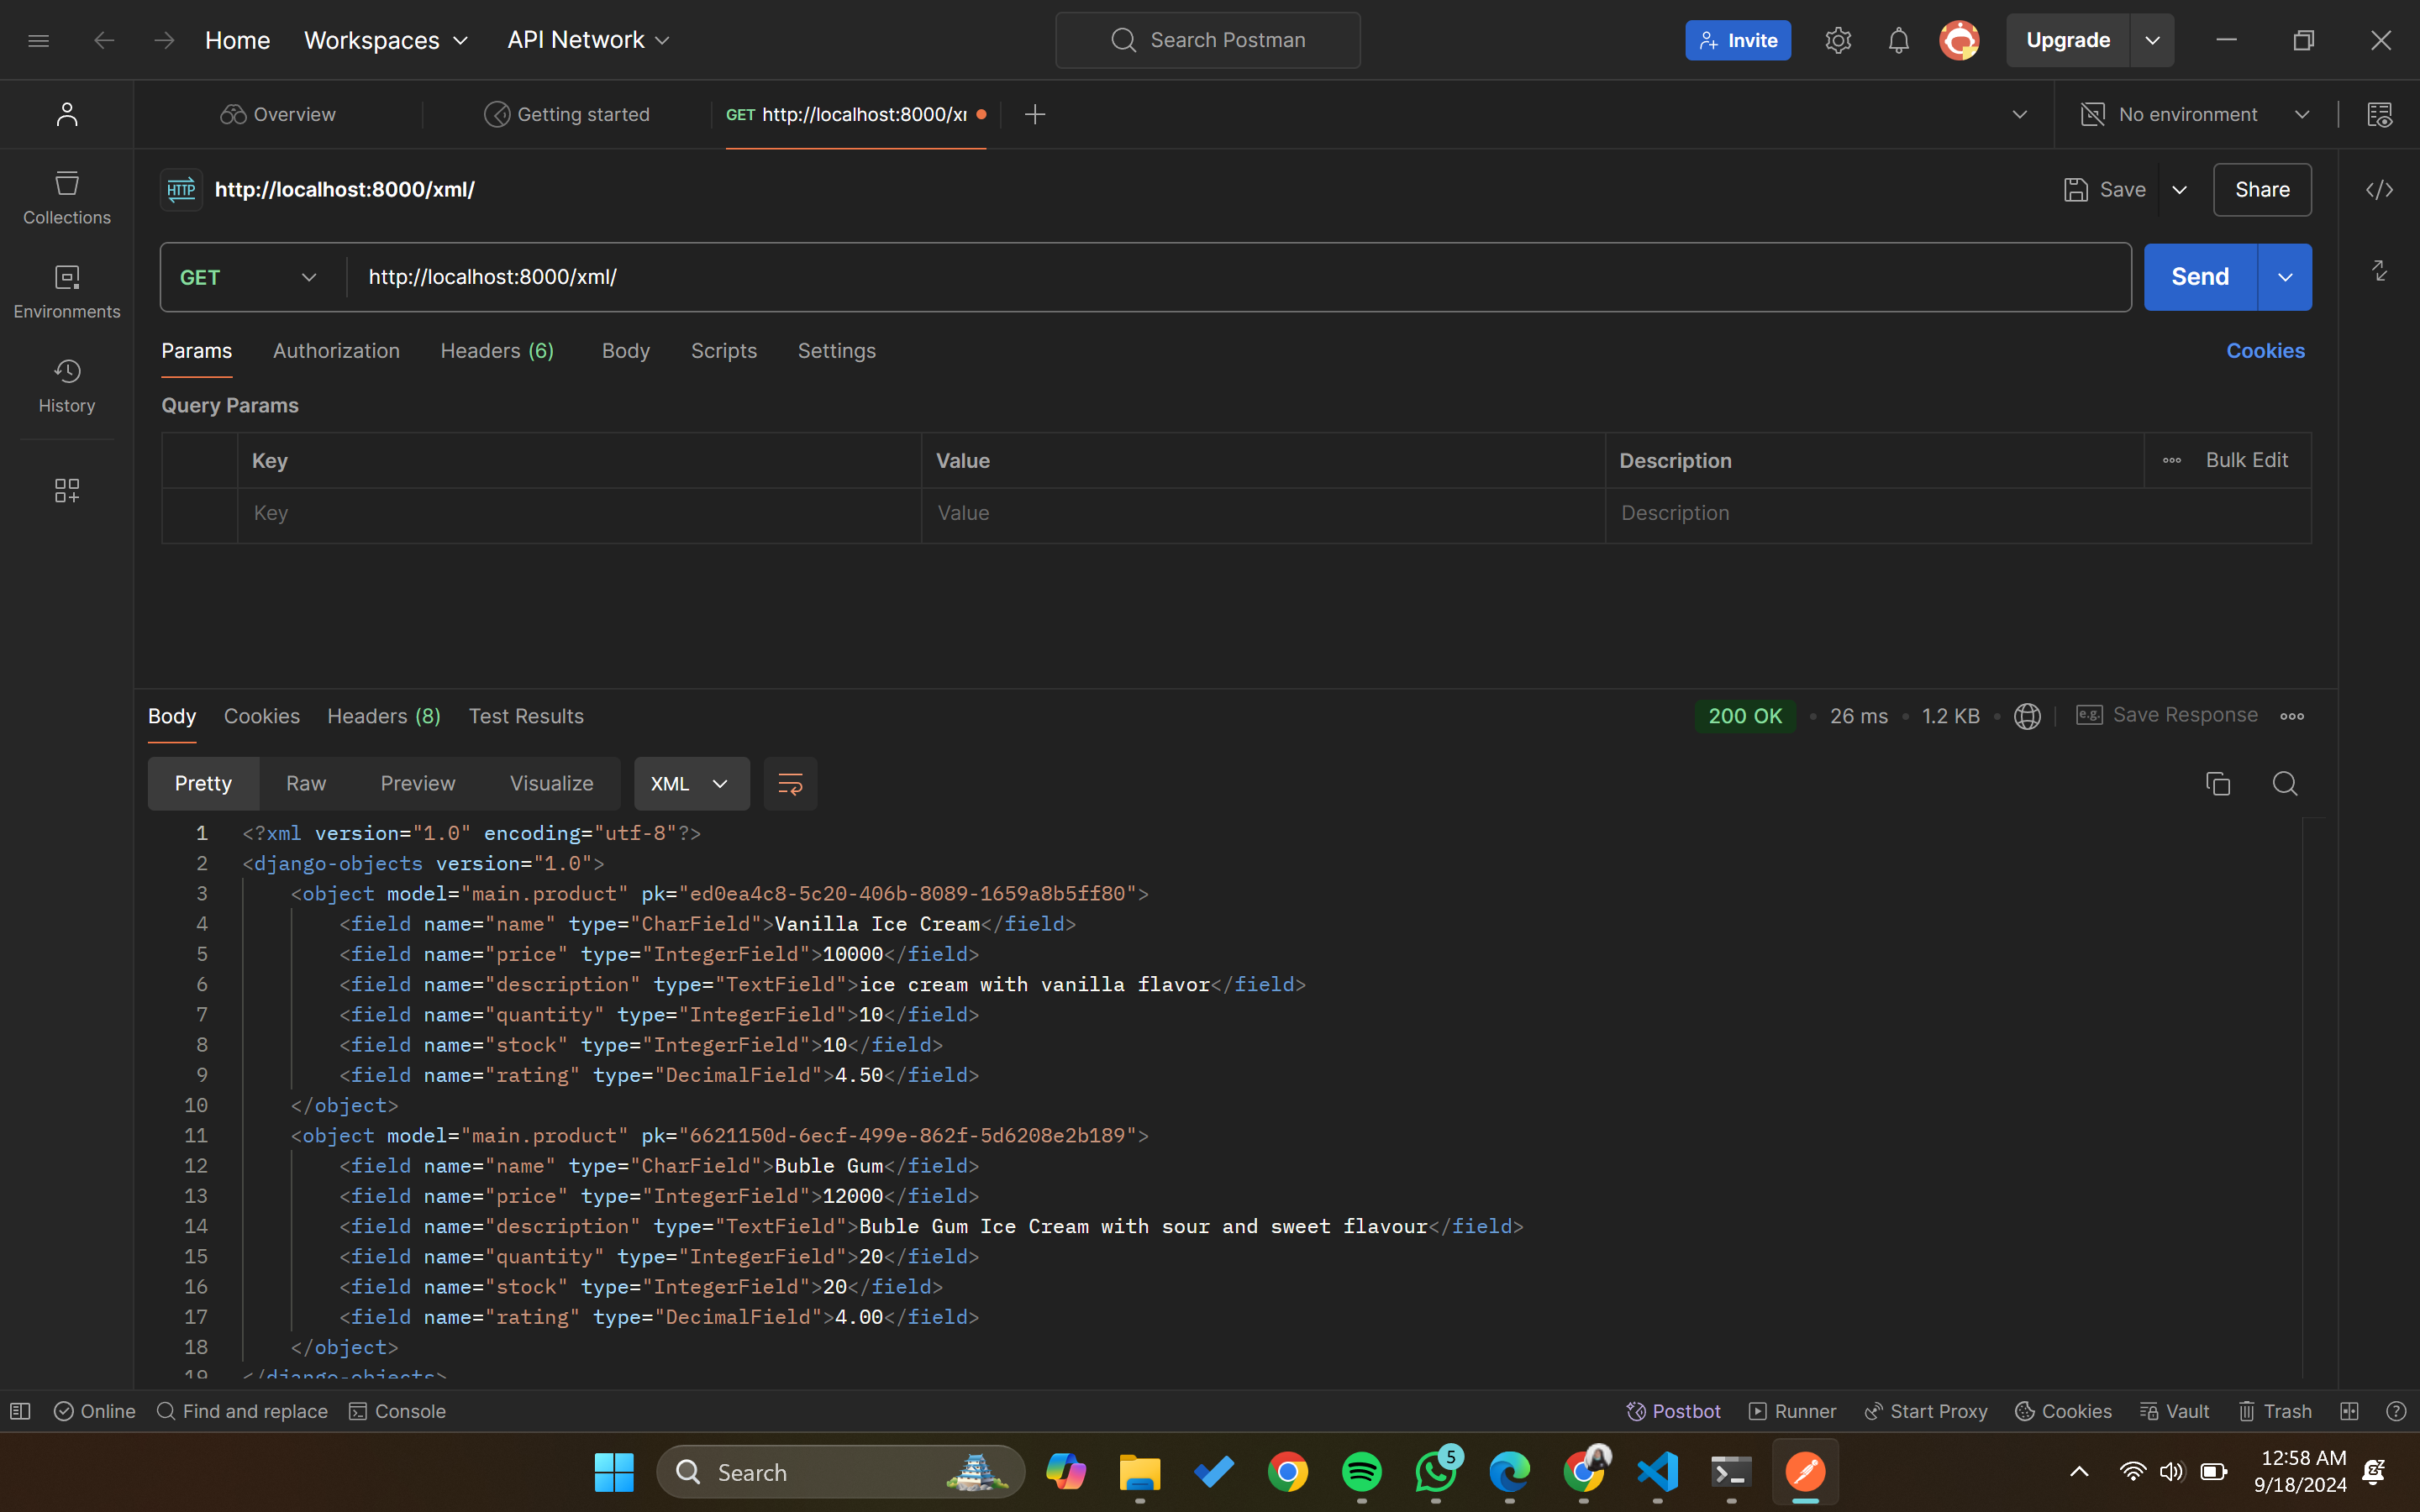 Home Workspaces API Network Search Postman Invite Upgrade
Overview Getting started GET http://localhost:8000/x No environment
HTTP http://localhost:8000/xml/ Save Share
Collections
GET http://localhost:8000/xml/ Send
Environments
Params Authorization Headers (6) Body Scripts Settings Cookies
History
Query Params
Key Value Description Bulk Edit
Key Value Description
Body Cookies Headers (8) Test Results 200 OK 26 ms 1.2 KB e.g. Save Response
Pretty Raw Preview Visualize XML
1 <?xml version="1.0" encoding="utf-8"?>
2 <django-objects version="1.0">
3 <object model="main.product" pk="ed0ea4c8-5c20-406b-8089-1659a8b5ff80">
4 <field name="name" type="CharField">Vanilla Ice Cream</field>
5 <field name="price" type="IntegerField">10000</field>
6 <field name="description" type="TextField">ice cream with vanilla flavor</field>
7 <field name="quantity" type="IntegerField">10</field>
8 <field name="stock" type="IntegerField">10</field>
9 <field name="rating" type="DecimalField">4.50</field>
10 </object>
11 <object model="main.product" pk="6621150d-6ecf-499e-862f-5d6208e2b189">
12 <field name="name" type="CharField">Buble Gum</field>
13 <field name="price" type="IntegerField">12000</field>
14 <field name="description" type="TextField">Buble Gum Ice Cream with sour and sweet flavour</field>
15 <field name="quantity" type="IntegerField">20</field>
16 <field name="stock" type="IntegerField">20</field>
17 <field name="rating" type="DecimalField">4.00</field>
18 </object>
19 </django-objects>
Online Find and replace Console Postbot Runner Start Proxy Cookies Vault Trash
Search 5 12:58 AM
9/18/2024